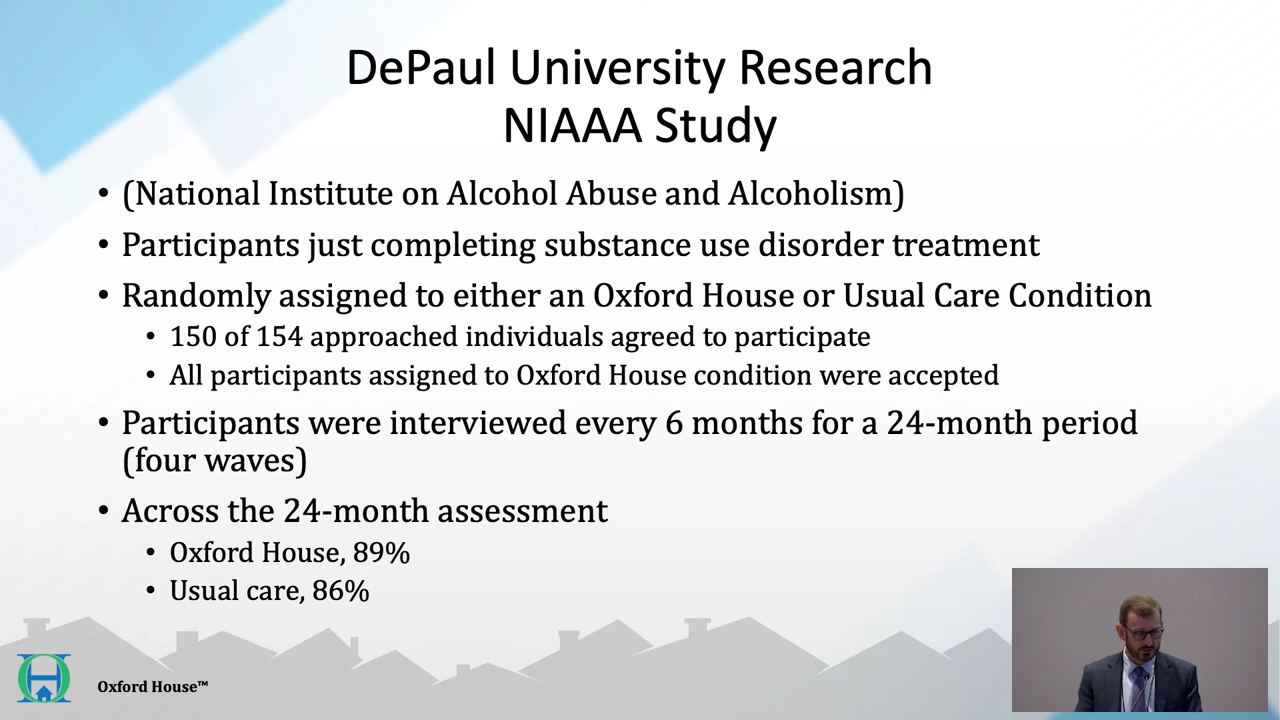 DePaul University Research
NIAAA Study
• (National Institute on Alcohol Abuse and Alcoholism)
• Participants just completing substance use disorder treatment
• Randomly assigned to either an Oxford House or Usual Care Condition
• 150 of 154 approached individuals agreed to participate
• All participants assigned to Oxford House condition were accepted
• Participants were interviewed every 6 months for a 24-month period
(four waves)
• Across the 24-month assessment
• Oxford House, 89%
• Usual care, 86%
Oxford House™